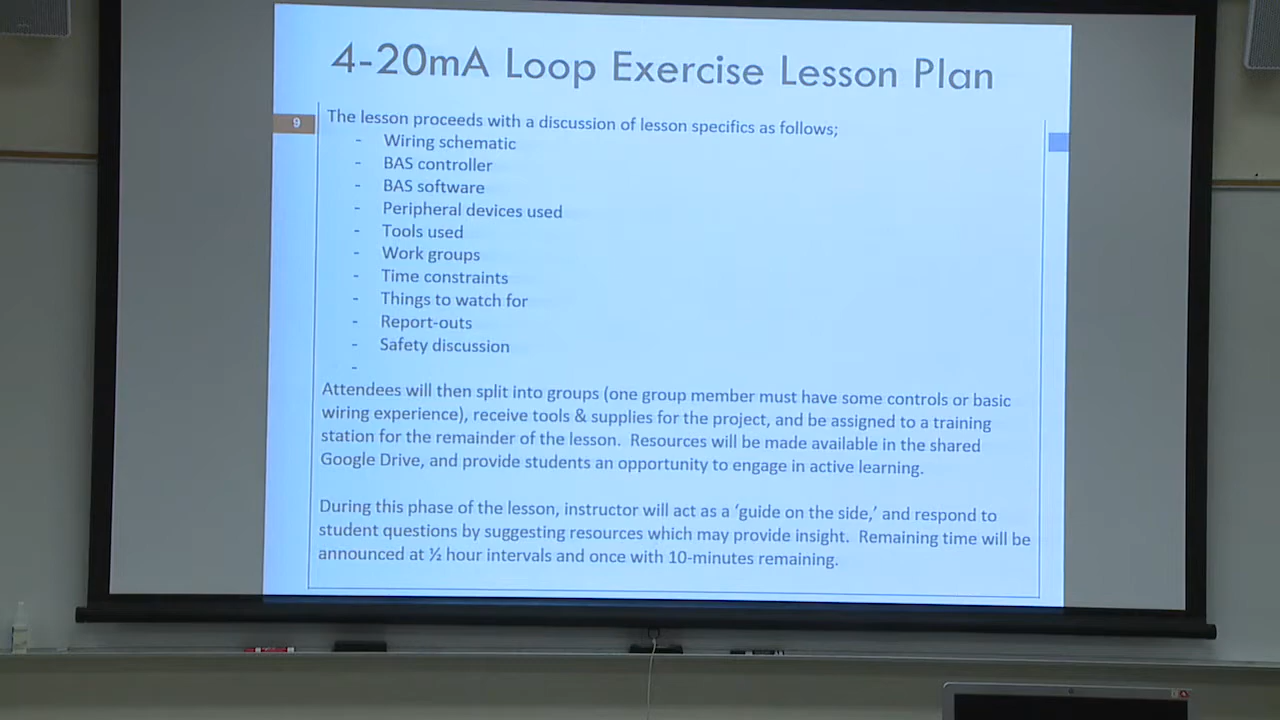 4-20mA Loop Exercise Lesson Plan
9
The lesson proceeds with a discussion of lesson specifics as follows;
- Wiring schematic
- BAS controller
- BAS software
- Peripheral devices used
- Tools used
- Work groups
- Time constraints
- Things to watch for
- Report-outs
- Safety discussion
-
Attendees will then split into groups (one group member must have some controls or basic
wiring experience), receive tools & supplies for the project, and be assigned to a training
station for the remainder of the lesson.  Resources will be made available in the shared
Google Drive, and provide students an opportunity to engage in active learning.
During this phase of the lesson, instructor will act as a ‘guide on the side,’ and respond to
student questions by suggesting resources which may provide insight.  Remaining time will be
announced at ½ hour intervals and once with 10-minutes remaining.